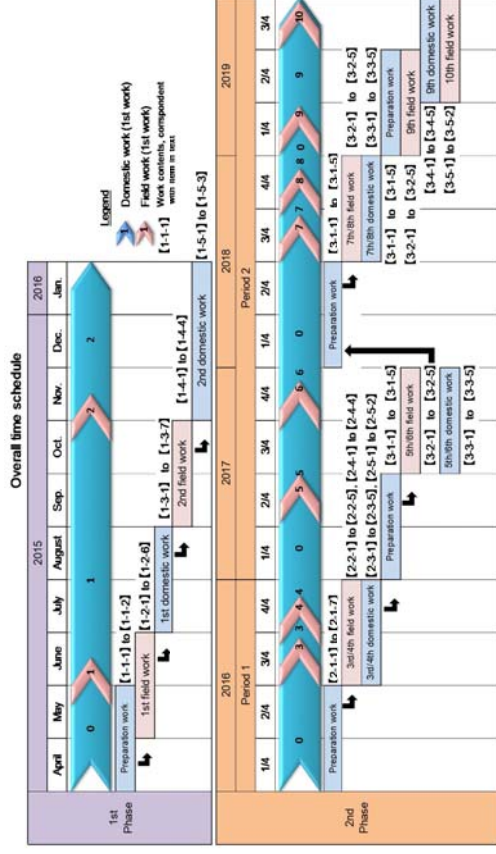 Overall time schedule
Legend
1 Domestic work (1st work)
1 Field work (1st work)
[1-1-1] Work contents, correspondent
with item in text
2015 2016
April May June July August Sep. Oct. Nov. Dec. Jan.
1st
Phase
0 1 1 2 2
Preparation work [1-1-1] to [1-1-2]
1st field work [1-2-1] to [1-2-6]
1st domestic work [1-3-1] to [1-3-7]
2nd field work [1-4-1] to [1-4-4]
2nd domestic work [1-5-1] to [1-5-3]
2016 2017 2018 2019
Period 1 Period 2
1/4 2/4 3/4 4/4 1/4 2/4 3/4 4/4 1/4 2/4 3/4 4/4 1/4 2/4 3/4
2nd
Phase
0 3 3 4 4 0 5 5 6 6 0 7 7 8 8 0 9 9 10
Preparation work [2-1-1] to [2-1-7]
3rd/4th field work [2-2-1] to [2-2-5], [2-4-1] to [2-4-4]
3rd/4th domestic work [2-3-1] to [2-3-5], [2-5-1] to [2-5-2]
Preparation work [3-1-1] to [3-1-5]
5th/6th field work [3-2-1] to [3-2-5]
5th/6th domestic work [3-3-1] to [3-3-5]
Preparation work [3-1-1] to [3-1-5]
7th/8th field work [3-2-1] to [3-2-5]
7th/8th domestic work [3-3-1] to [3-3-5]
[3-1-1] to [3-1-5]
[3-2-1] to [3-2-5]
Preparation work
9th field work [3-4-1] to [3-4-5]
9th domestic work
10th field work [3-5-1] to [3-5-2]